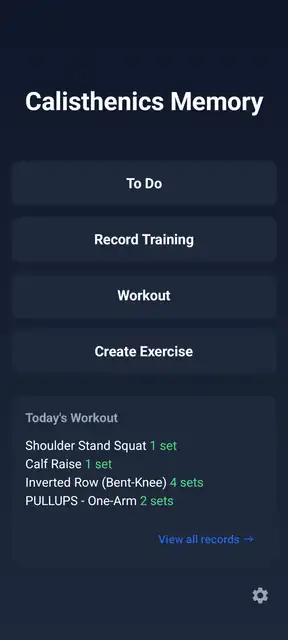 Calisthenics Memory
To Do
Record Training
Workout
Create Exercise
Today's Workout
Shoulder Stand Squat 1 set
Calf Raise 1 set
Inverted Row (Bent-Knee) 4 sets
PULLUPS - One-Arm 2 sets
View all records →